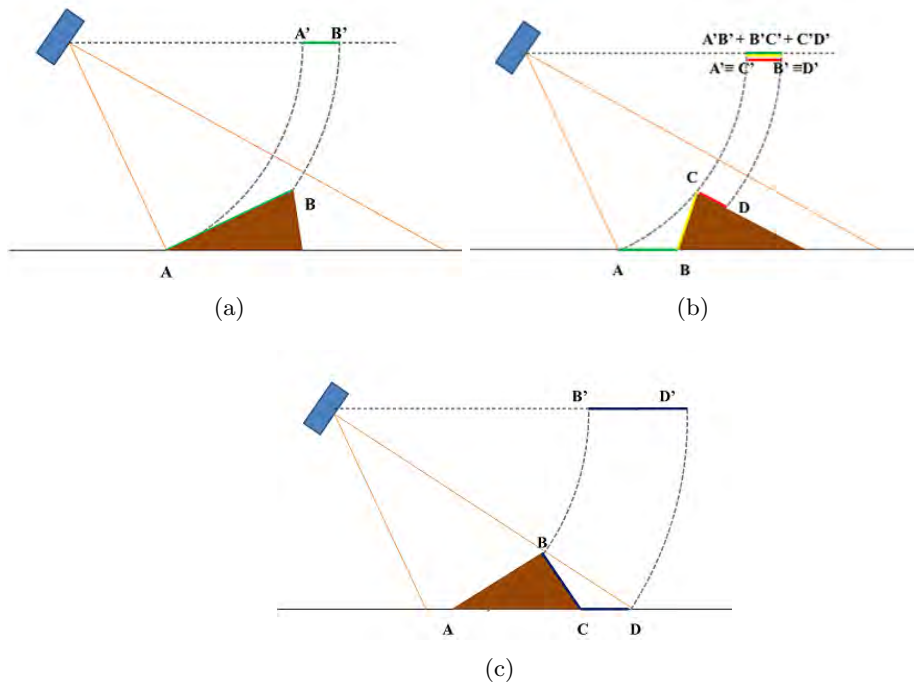 A' B'
B
A
(a)
A'B' + B'C' + C'D'
A'≡ C' B' ≡D'
C
D
A B
(b)
B' D'
B
A C D
(c)